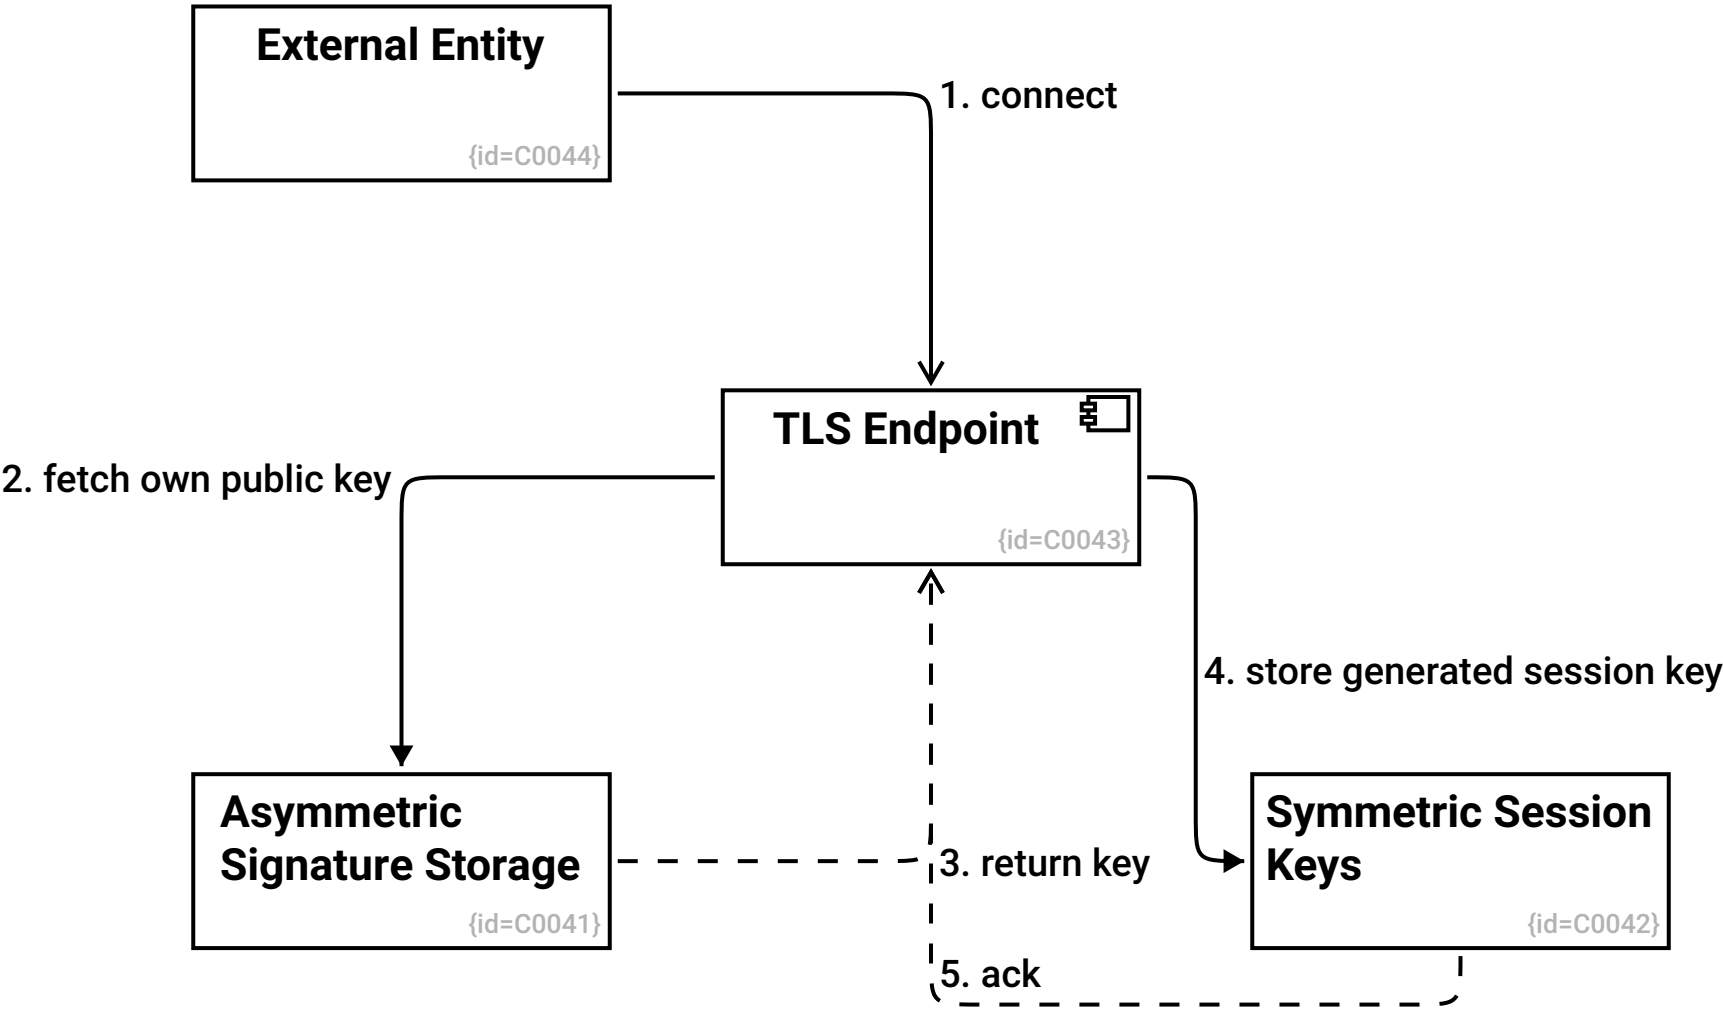 External Entity
{id=C0044}
1. connect
TLS Endpoint
{id=C0043}
2. fetch own public key
4. store generated session key
Asymmetric
Signature Storage
{id=C0041}
3. return key
Symmetric Session
Keys
{id=C0042}
5. ack